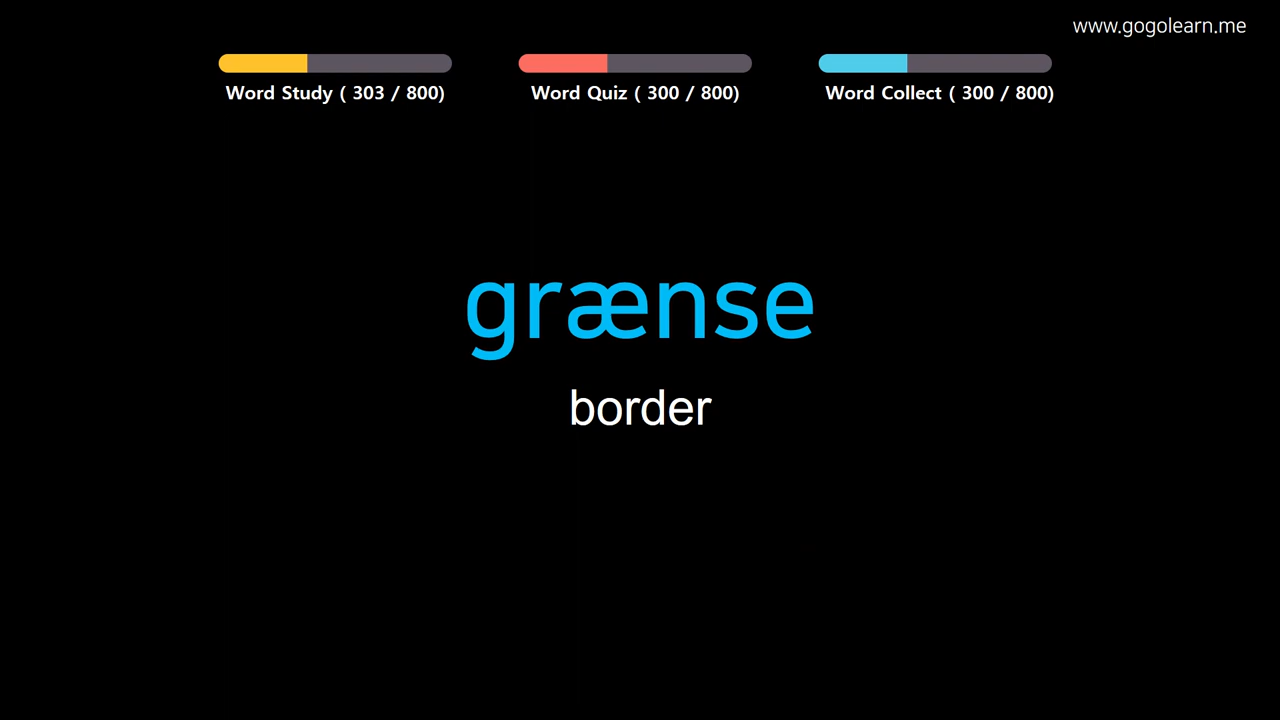 www.gogolearn.me
Word Study ( 303 / 800)
Word Quiz ( 300 / 800)
Word Collect ( 300 / 800)
grænse
border